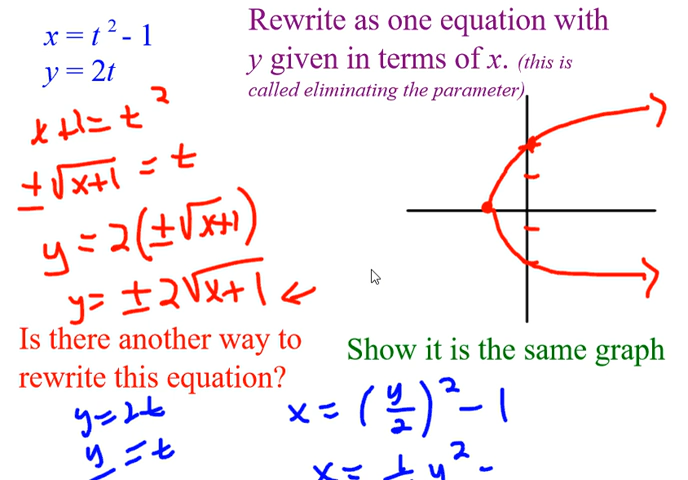 x = t² - 1
y = 2t
Rewrite as one equation with
y given in terms of x. (this is
called eliminating the parameter)
x+1 = t²
±√(x+1) = t
y = 2(±√x+1)
y = ±2√(x+1) ←
Is there another way to
rewrite this equation?
Show it is the same graph
y = 2t
y = t
x = (y/2)² - 1
x = y² -